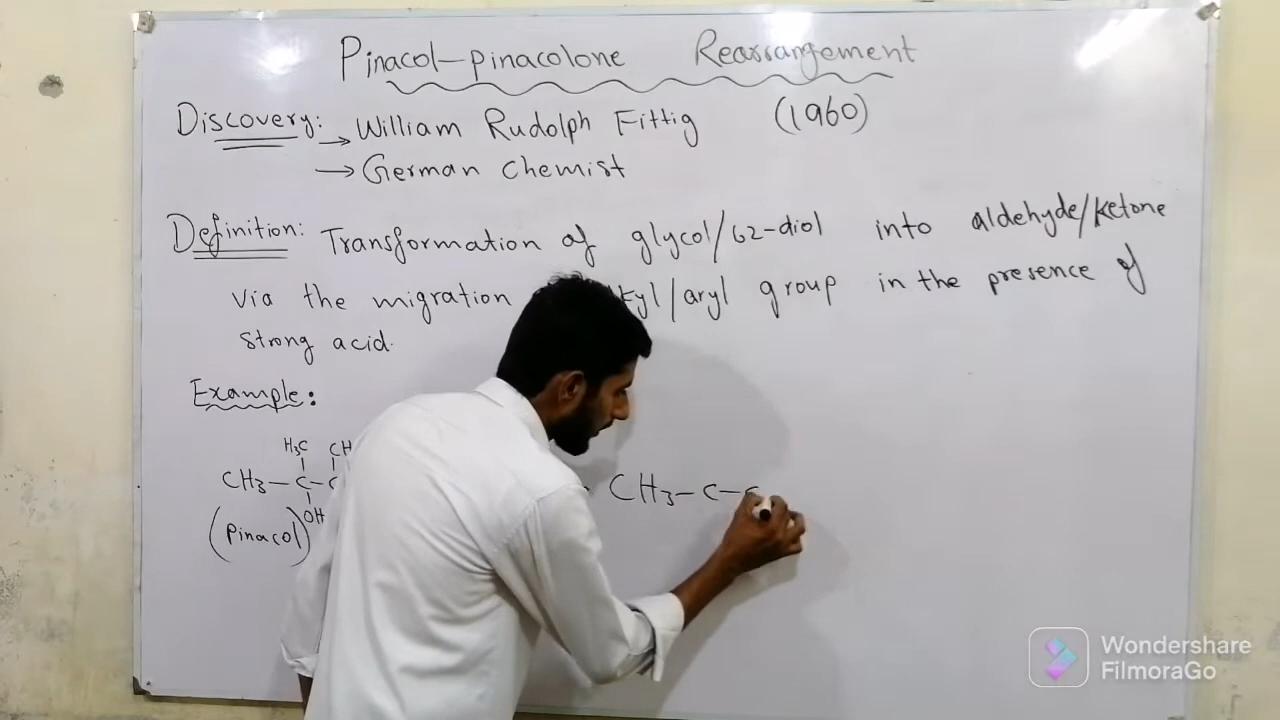 Pinacol-pinacolone Rearrangement
Discovery: → William Rudolph Fittig (1960)
→ German Chemist
Definition: Transformation of glycol/1,2-diol into aldehyde/ketone
via the migration /aryl group in the presence of
strong acid.
Example:
H₃C CH
CH₃-C-C
OH
(Pinacol)
CH₃-C-C
Wondershare
FilmoraGo